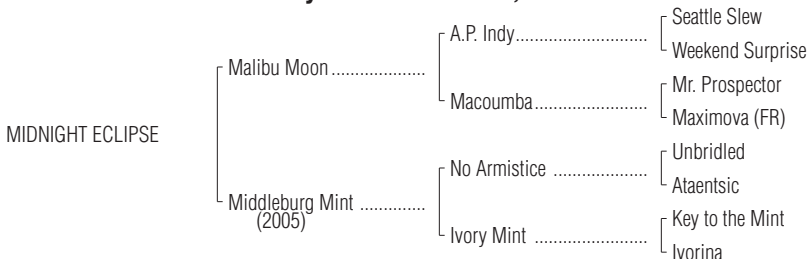 Seattle Slew
A.P. Indy
Weekend Surprise
Malibu Moon
Mr. Prospector
Macoumba
Maximova (FR)
MIDNIGHT ECLIPSE
Unbridled
No Armistice
Ataentsic
Middleburg Mint
(2005)
Key to the Mint
Ivory Mint
Ivorina